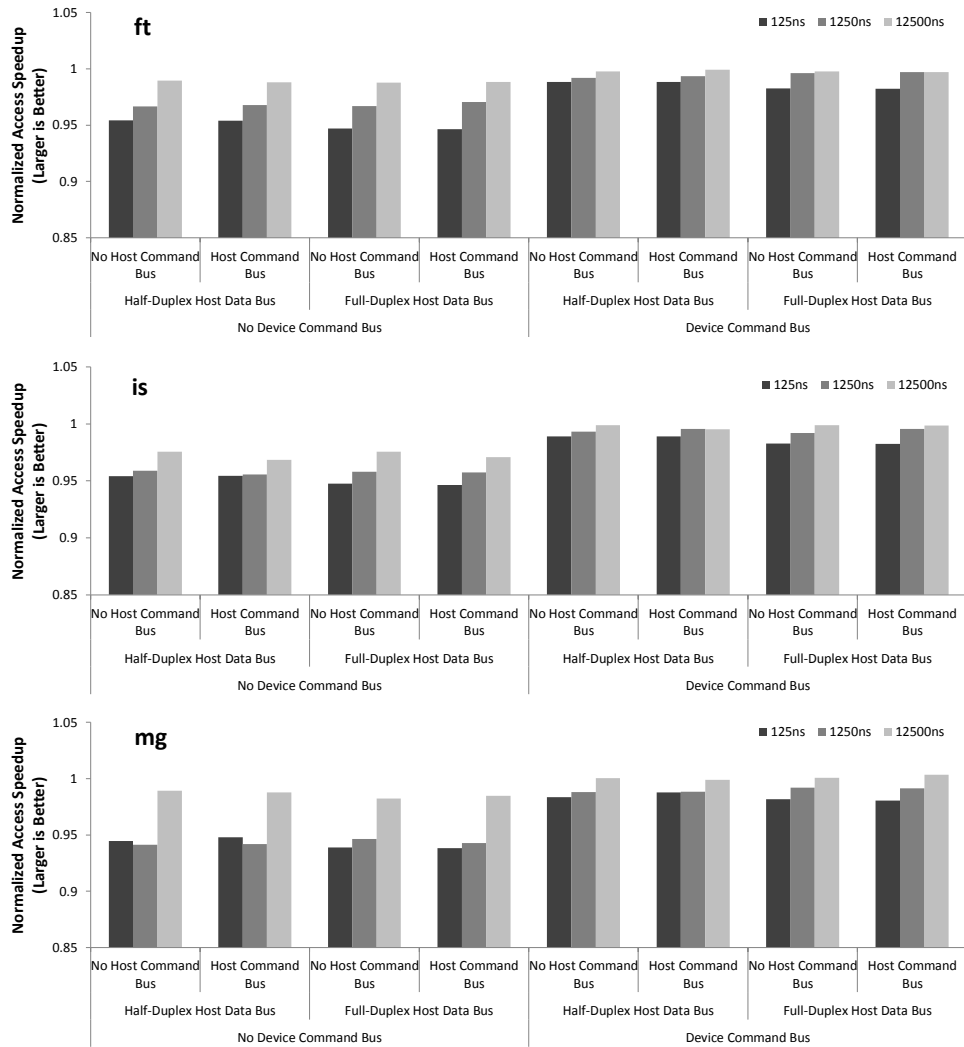 ft
125ns 1250ns 12500ns
Normalized Access Speedup
(Larger is Better)
1.05
1
0.95
0.9
0.85
No Host Command Bus
Host Command Bus
No Host Command Bus
Host Command Bus
No Host Command Bus
Host Command Bus
No Host Command Bus
Host Command Bus
Half-Duplex Host Data Bus
Full-Duplex Host Data Bus
Half-Duplex Host Data Bus
Full-Duplex Host Data Bus
No Device Command Bus
Device Command Bus
is
125ns 1250ns 12500ns
Normalized Access Speedup
(Larger is Better)
1.05
1
0.95
0.9
0.85
No Host Command Bus
Host Command Bus
No Host Command Bus
Host Command Bus
No Host Command Bus
Host Command Bus
No Host Command Bus
Host Command Bus
Half-Duplex Host Data Bus
Full-Duplex Host Data Bus
Half-Duplex Host Data Bus
Full-Duplex Host Data Bus
No Device Command Bus
Device Command Bus
mg
125ns 1250ns 12500ns
Normalized Access Speedup
(Larger is Better)
1.05
1
0.95
0.9
0.85
No Host Command Bus
Host Command Bus
No Host Command Bus
Host Command Bus
No Host Command Bus
Host Command Bus
No Host Command Bus
Host Command Bus
Half-Duplex Host Data Bus
Full-Duplex Host Data Bus
Half-Duplex Host Data Bus
Full-Duplex Host Data Bus
No Device Command Bus
Device Command Bus